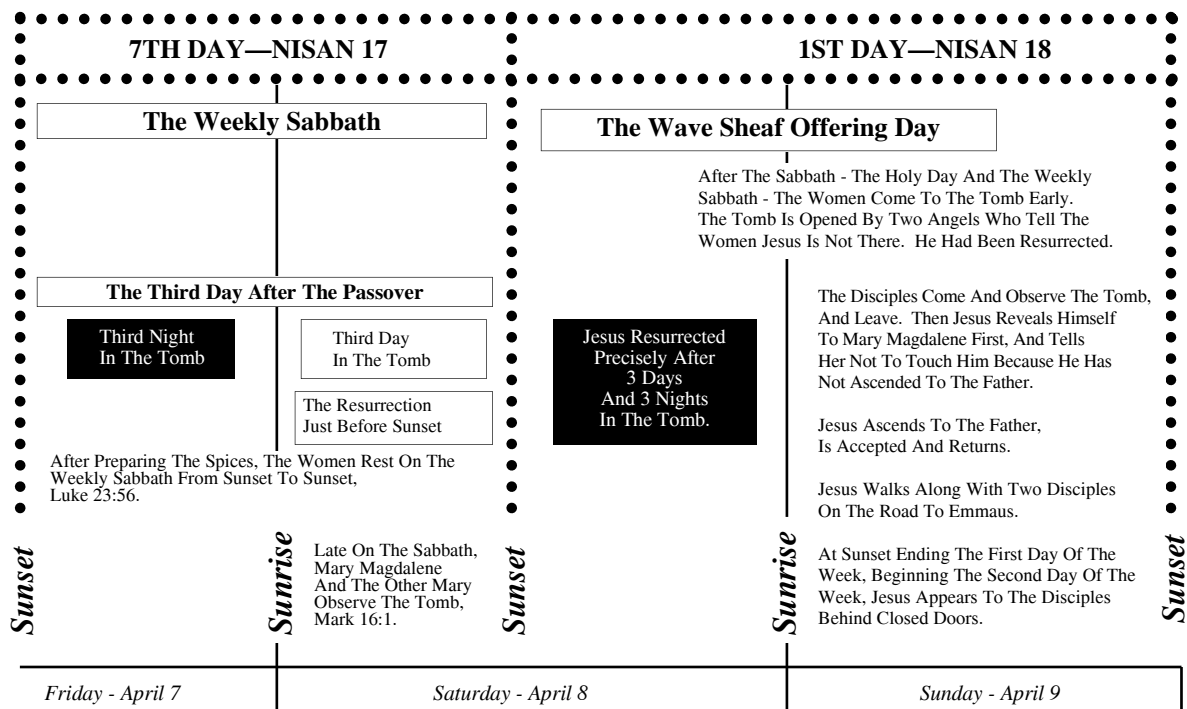 7TH DAY—NISAN 17
1ST DAY—NISAN 18
The Weekly Sabbath
The Wave Sheaf Offering Day
After The Sabbath - The Holy Day And The Weekly
Sabbath - The Women Come To The Tomb Early.
The Tomb Is Opened By Two Angels Who Tell The
Women Jesus Is Not There.  He Had Been Resurrected.
The Third Day After The Passover
Third Night
In The Tomb
Third Day
In The Tomb
The Resurrection
Just Before Sunset
After Preparing The Spices, The Women Rest On The
Weekly Sabbath From Sunset To Sunset,
Luke 23:56.
Late On The Sabbath,
Mary Magdalene
And The Other Mary
Observe The Tomb,
Mark 16:1.
Jesus Resurrected
Precisely After
3 Days
And 3 Nights
In The Tomb.
The Disciples Come And Observe The Tomb,
And Leave.  Then Jesus Reveals Himself
To Mary Magdalene First, And Tells
Her Not To Touch Him Because He Has
Not Ascended To The Father.
Jesus Ascends To The Father,
Is Accepted And Returns.
Jesus Walks Along With Two Disciples
On The Road To Emmaus.
At Sunset Ending The First Day Of The
Week, Beginning The Second Day Of The
Week, Jesus Appears To The Disciples
Behind Closed Doors.
Sunset
Sunrise
Sunset
Sunrise
Sunset
Friday - April 7
Saturday - April 8
Sunday - April 9